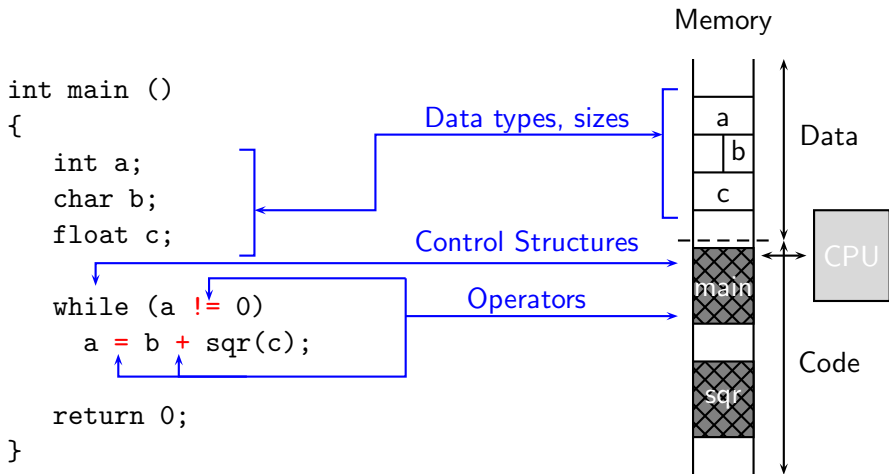 Memory
int main ()
{
int a;
char b;
float c;
while (a != 0)
a = b + sqr(c);
return 0;
}
Data types, sizes
Control Structures
Operators
a
b
c
main
sqr
Data
Code
CPU